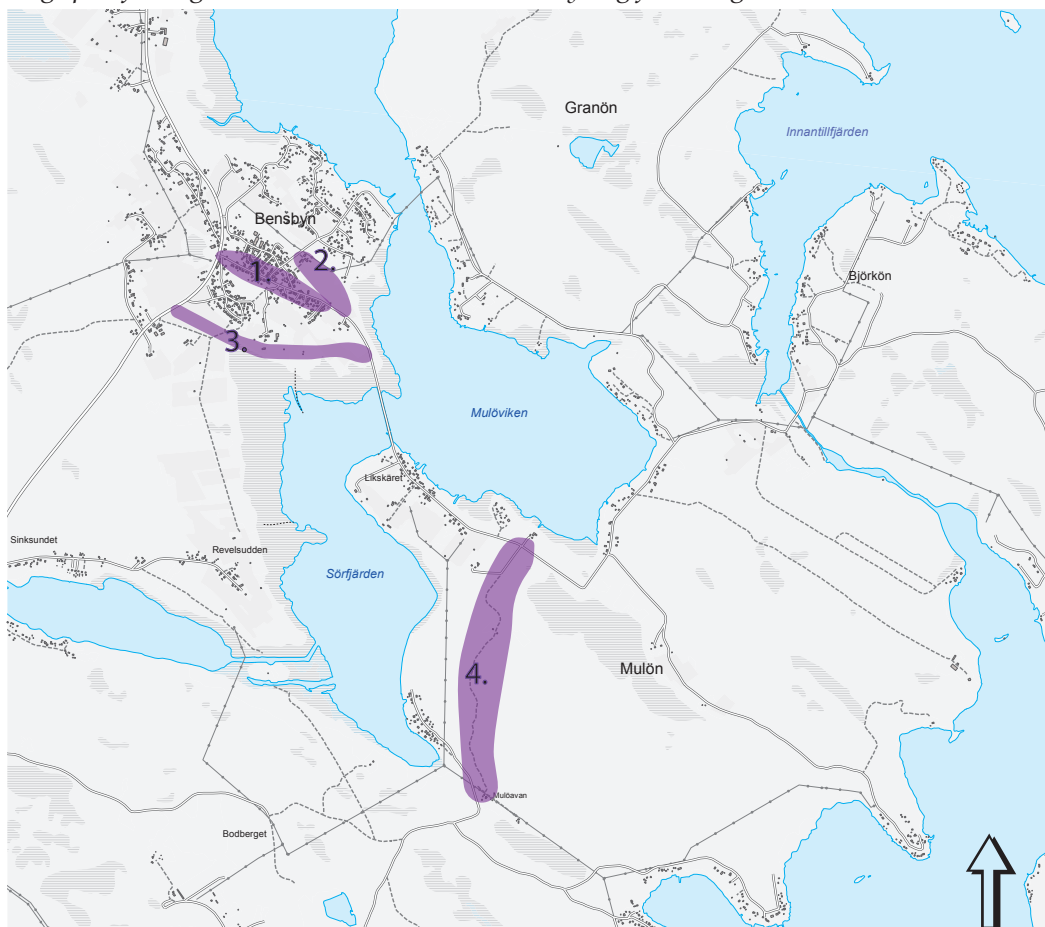 Granön
Innantillfjärden
Bensbyn
2.
1.
Björkön
3.
Mulöviken
Likskäret
Sinksundet
Revelsudden
Sörfjärden
Mulön
4.
Mulöavan
Bodberget